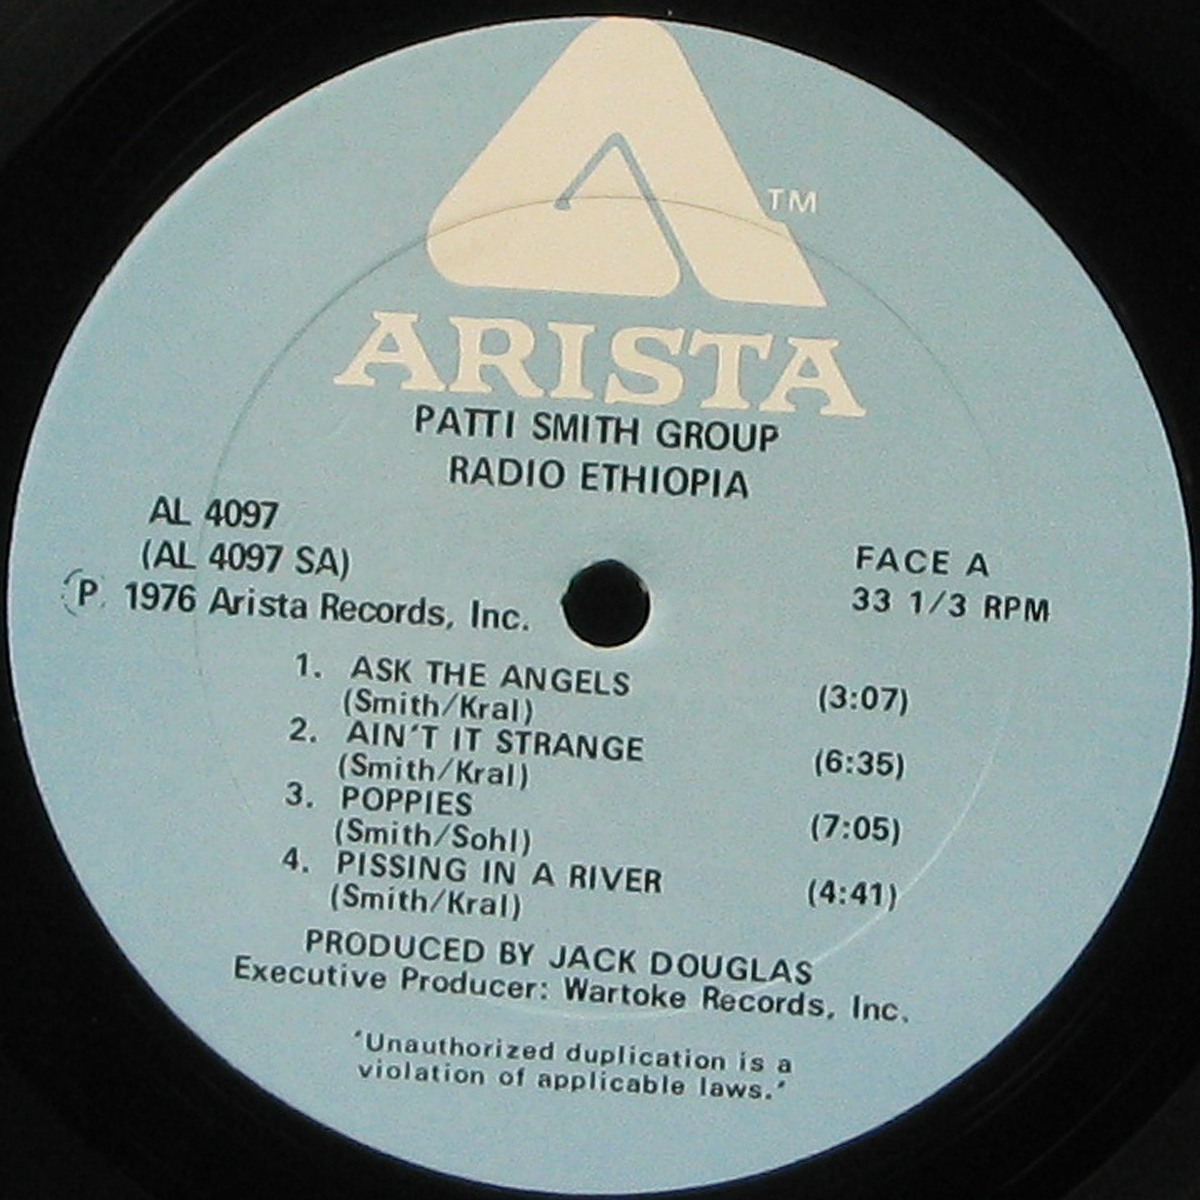 TM
ARISTA
PATTI SMITH GROUP
RADIO ETHIOPIA
AL 4097
(AL 4097 SA)
Ⓟ 1976 Arista Records, Inc.
FACE A
33 1/3 RPM
1. ASK THE ANGELS (3:07)
(Smith/Kral)
2. AIN'T IT STRANGE (6:35)
(Smith/Kral)
3. POPPIES (7:05)
(Smith/Sohl)
4. PISSING IN A RIVER (4:41)
(Smith/Kral)
PRODUCED BY JACK DOUGLAS
Executive Producer: Wartoke Records, Inc.
"Unauthorized duplication is a
violation of applicable laws."